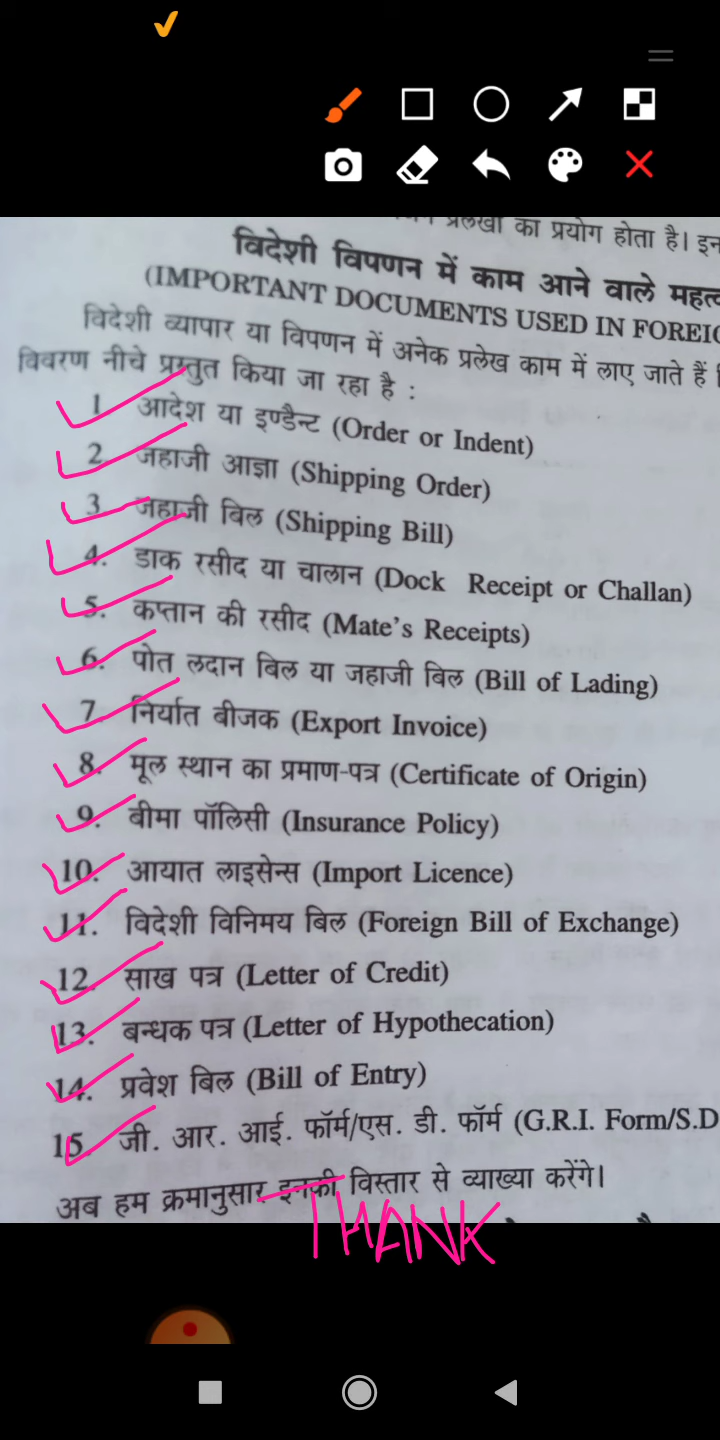 प्रलेखों का प्रयोग होता है। इन
विदेशी विपणन में काम आने वाले महत्व
(IMPORTANT DOCUMENTS USED IN FOREIG
विदेशी व्यापार या विपणन में अनेक प्रलेख काम में लाए जाते हैं
विवरण नीचे प्रस्तुत किया जा रहा है :
1 आदेश या इण्डैन्ट (Order or Indent)
2 जहाजी आज्ञा (Shipping Order)
3. जहाजी बिल (Shipping Bill)
4. डाक रसीद या चालान (Dock Receipt or Challan)
5. कप्तान की रसीद (Mate's Receipts)
6. पोत लदान बिल या जहाजी बिल (Bill of Lading)
7. निर्यात बीजक (Export Invoice)
8. मूल स्थान का प्रमाण-पत्र (Certificate of Origin)
9. बीमा पॉलिसी (Insurance Policy)
10. आयात लाइसेन्स (Import Licence)
11. विदेशी विनिमय बिल (Foreign Bill of Exchange)
12. साख पत्र (Letter of Credit)
13. बन्धक पत्र (Letter of Hypothecation)
14. प्रवेश बिल (Bill of Entry)
15. जी. आर. आई. फॉर्म/एस. डी. फॉर्म (G.R.I. Form/S.D
अब हम क्रमानुसार इनकी विस्तार से व्याख्या करेंगे।
THANK